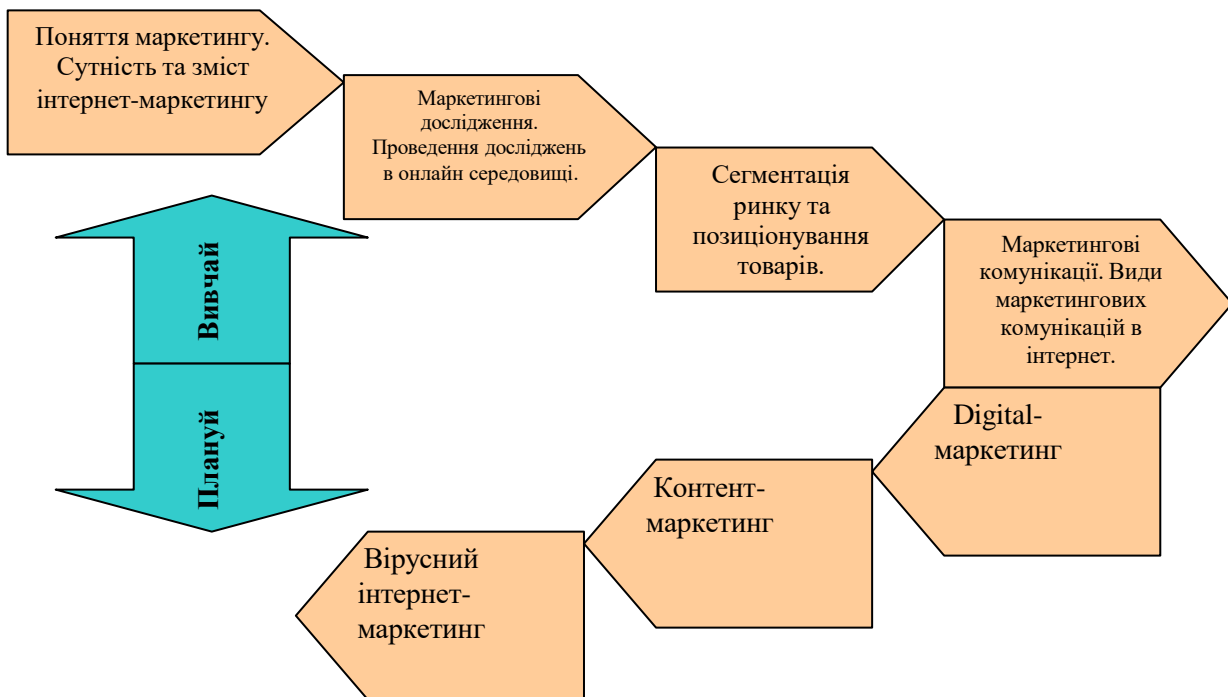 Поняття маркетингу.
Сутність та зміст
інтернет-маркетингу
Маркетингові
дослідження.
Проведення досліджень
в онлайн середовищі.
Сегментація
ринку та
позиціонування
товарів.
Маркетингові
комунікації. Види
маркетингових
комунікацій в
інтернет.
Вивчай
Плануй
Digital-
маркетинг
Контент-
маркетинг
Вірусний
інтернет-
маркетинг